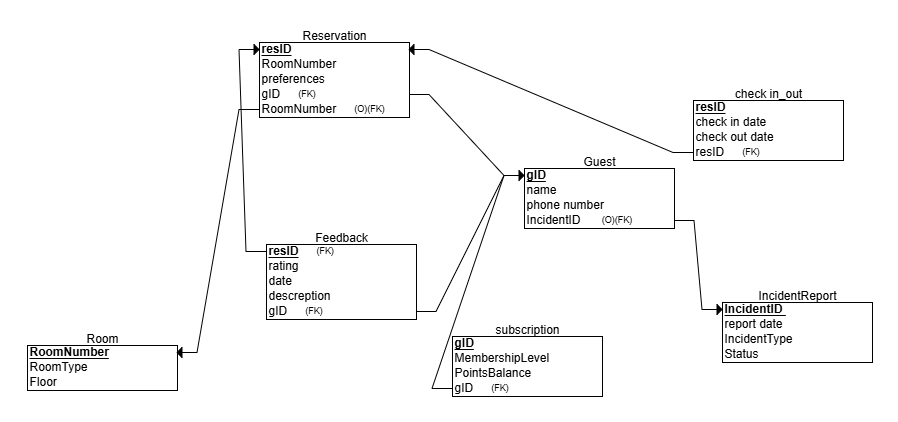 Reservation
resID
RoomNumber
preferences
gID (FK)
RoomNumber (O)(FK)
check in_out
resID
check in date
check out date
resID (FK)
Guest
gID
name
phone number
IncidentID (O)(FK)
Feedback
resID (FK)
rating
date
descreption
gID (FK)
IncidentReport
IncidentID
report date
IncidentType
Status
subscription
gID
MembershipLevel
PointsBalance
gID (FK)
Room
RoomNumber
RoomType
Floor